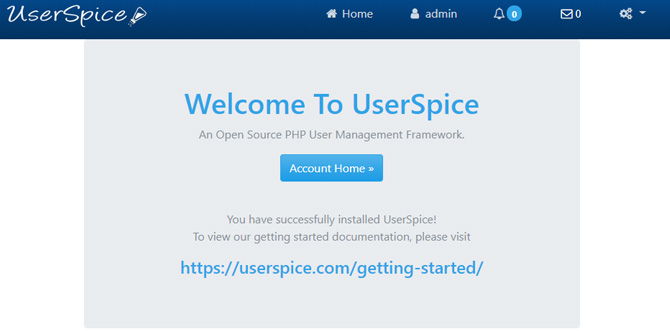 UserSpice
Home admin 0 0
Welcome To UserSpice
An Open Source PHP User Management Framework.
Account Home »
You have successfully installed UserSpice!
To view our getting started documentation, please visit
https://userspice.com/getting-started/